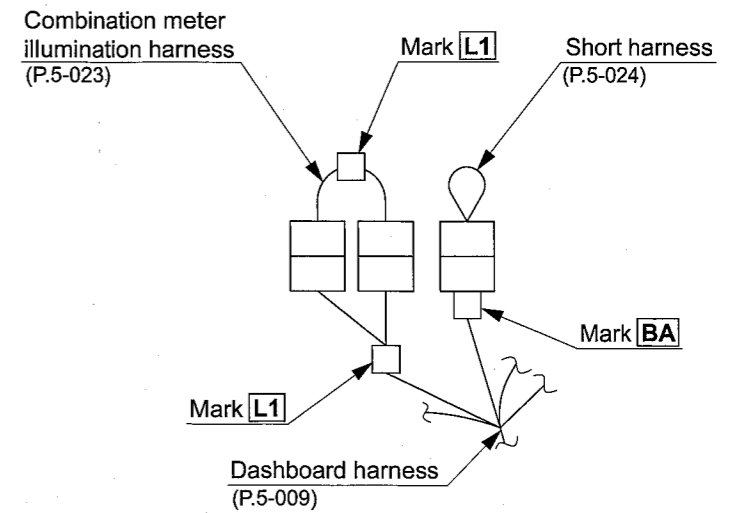 Combination meter
illumination harness
(P.5-023)
Mark L1
Short harness
(P.5-024)
Mark BA
Mark L1
Dashboard harness
(P.5-009)